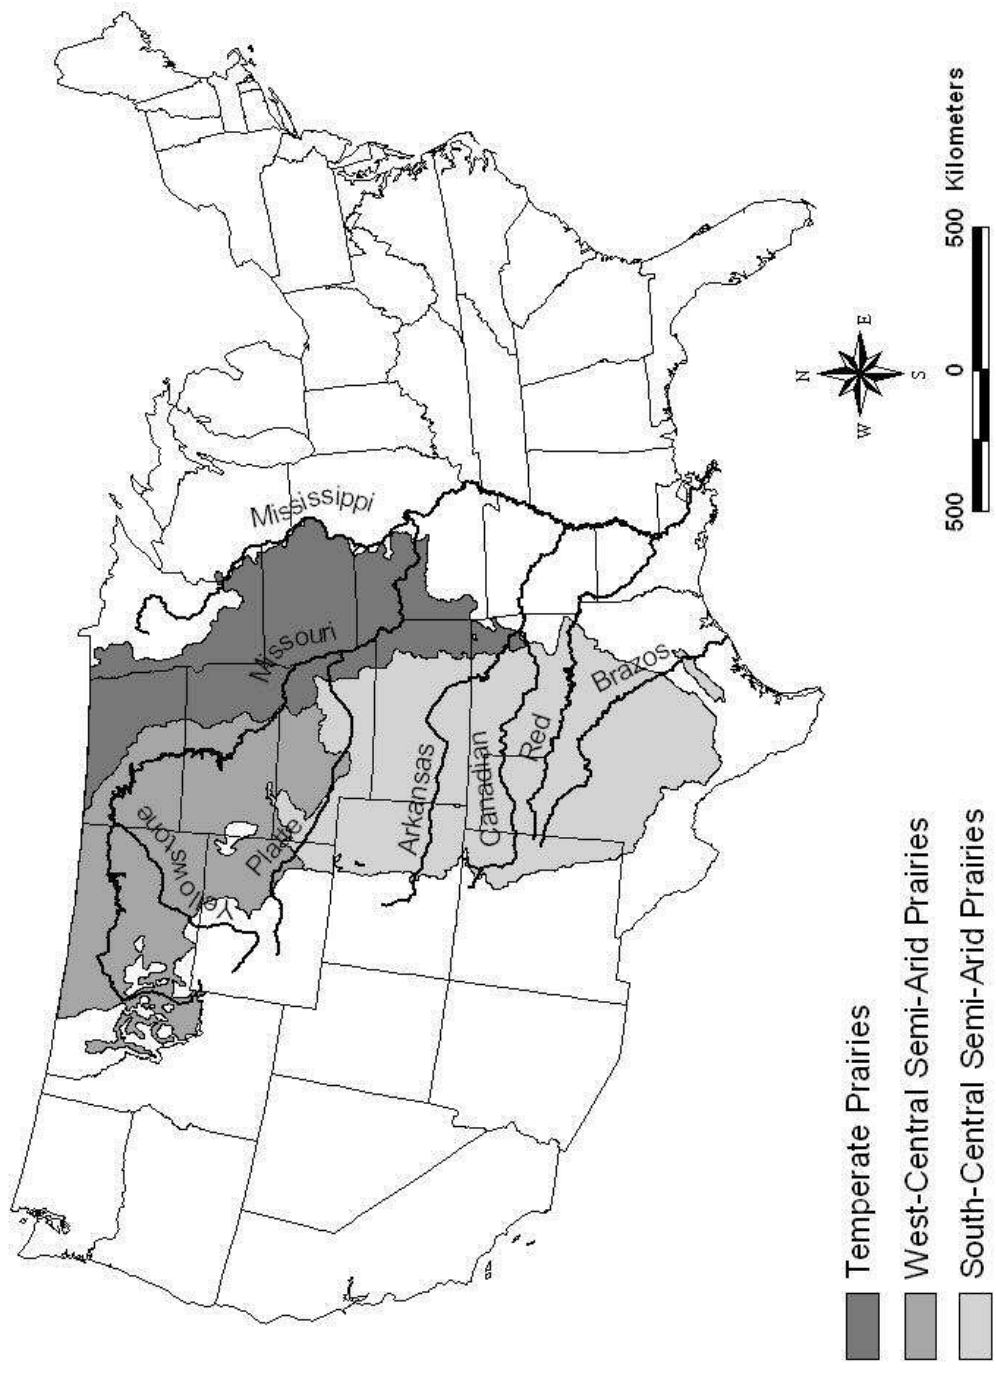 Mississippi
Missouri
Yellowstone
Platte
Arkansas
Canadian
Red
Brazos
N
W E
S
500 0 500 Kilometers
Temperate Prairies
West-Central Semi-Arid Prairies
South-Central Semi-Arid Prairies